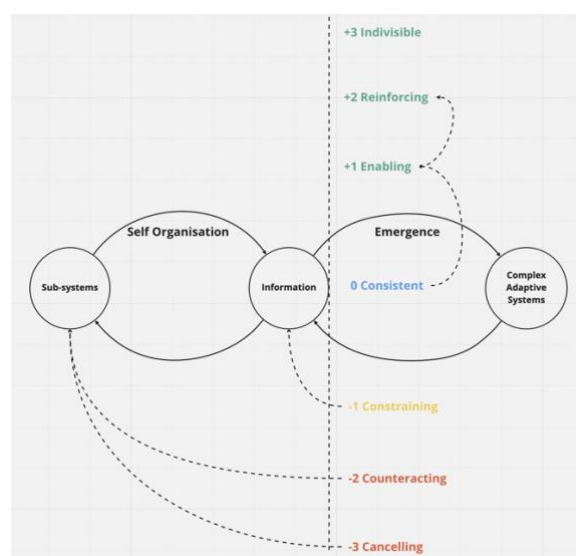 +3 Indivisible
+2 Reinforcing
+1 Enabling
Self Organisation
Emergence
Sub-systems
Information
0 Consistent
Complex
Adaptive
Systems
-1 Constraining
-2 Counteracting
-3 Cancelling